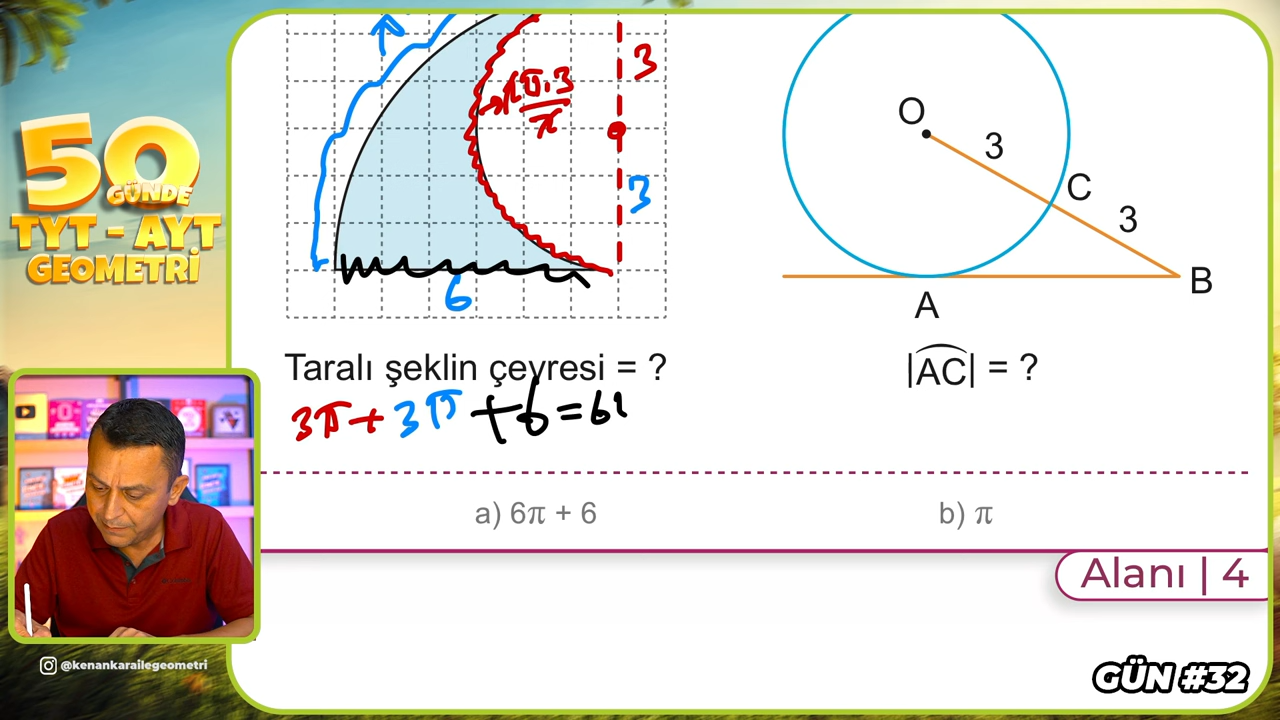 50
GÜNDE
TYT - AYT
GEOMETRİ
3
3
6
O
3
C
3
B
A
Taralı şeklin çevresi = ?
|AC| = ?
3π + 3π + 6 = 6
a) 6π + 6
b) π
Alanı | 4
@kenankarailegeometri
GÜN #32